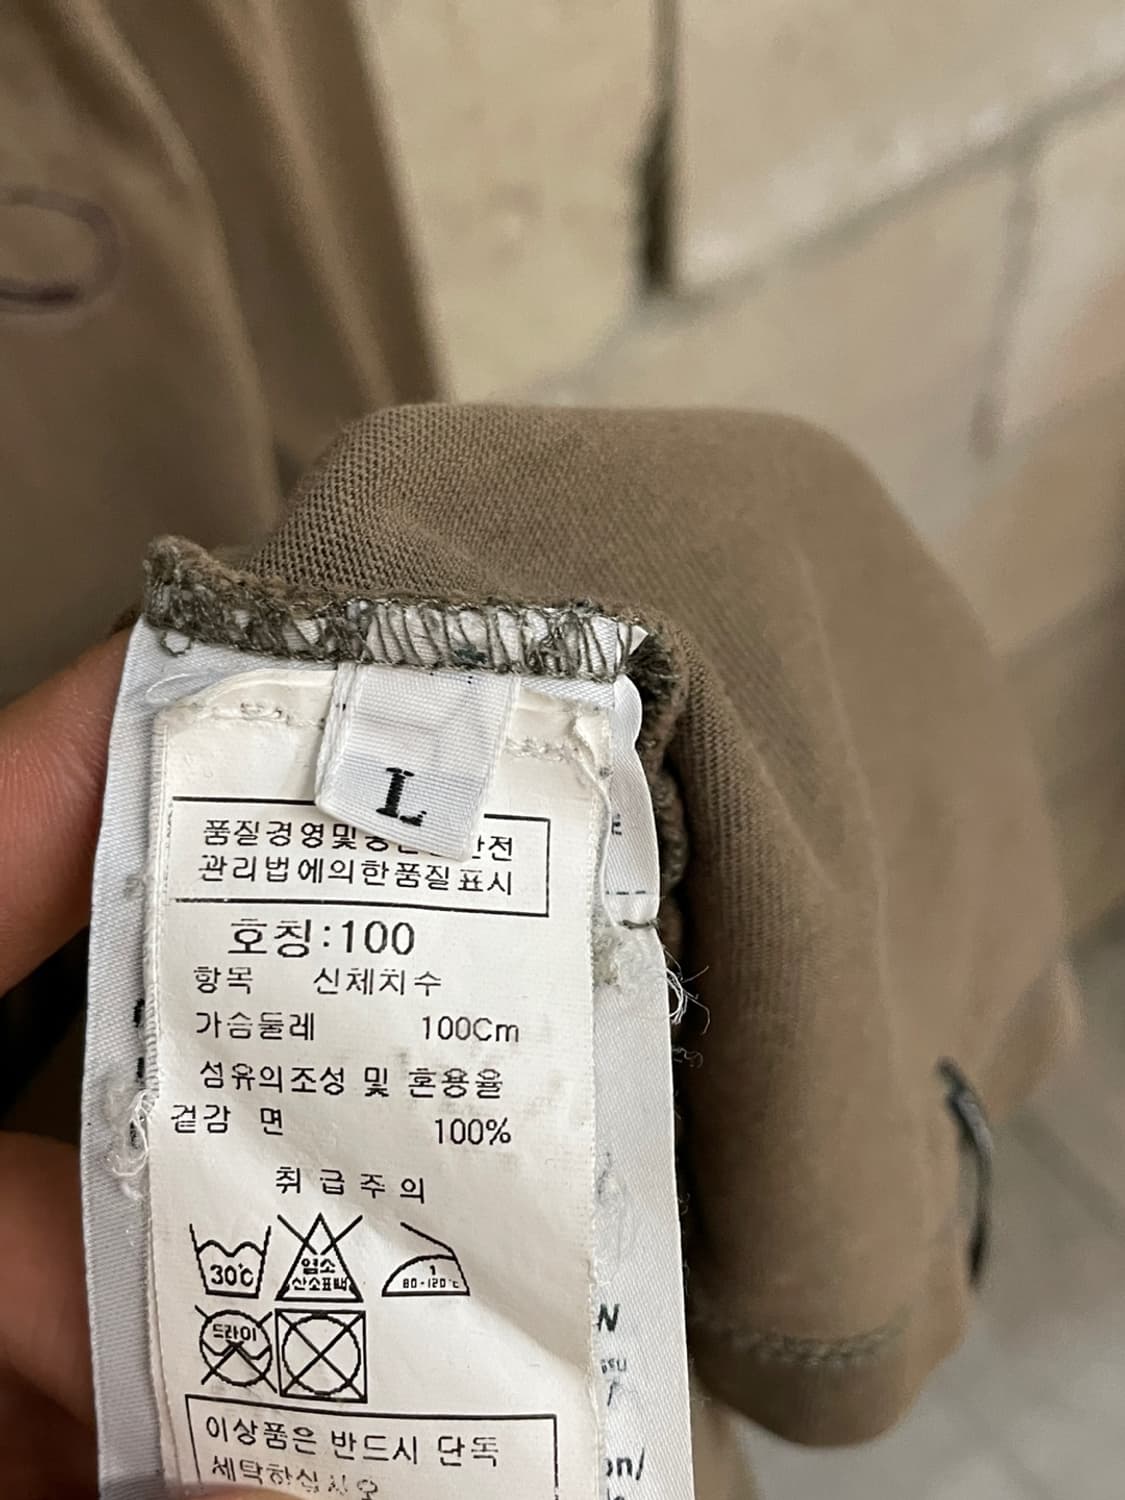 L
품질경영및
안전
관리법에의한품질표시
호칭:100
항목 신체치수
가슴둘레 100Cm
섬유의조성 및 혼용율
겉감 면 100%
취급주의
30℃
염소
산소표백
1
80-120℃
드라이
이상품은 반드시 단독
세탁하십시오
E
N
on/